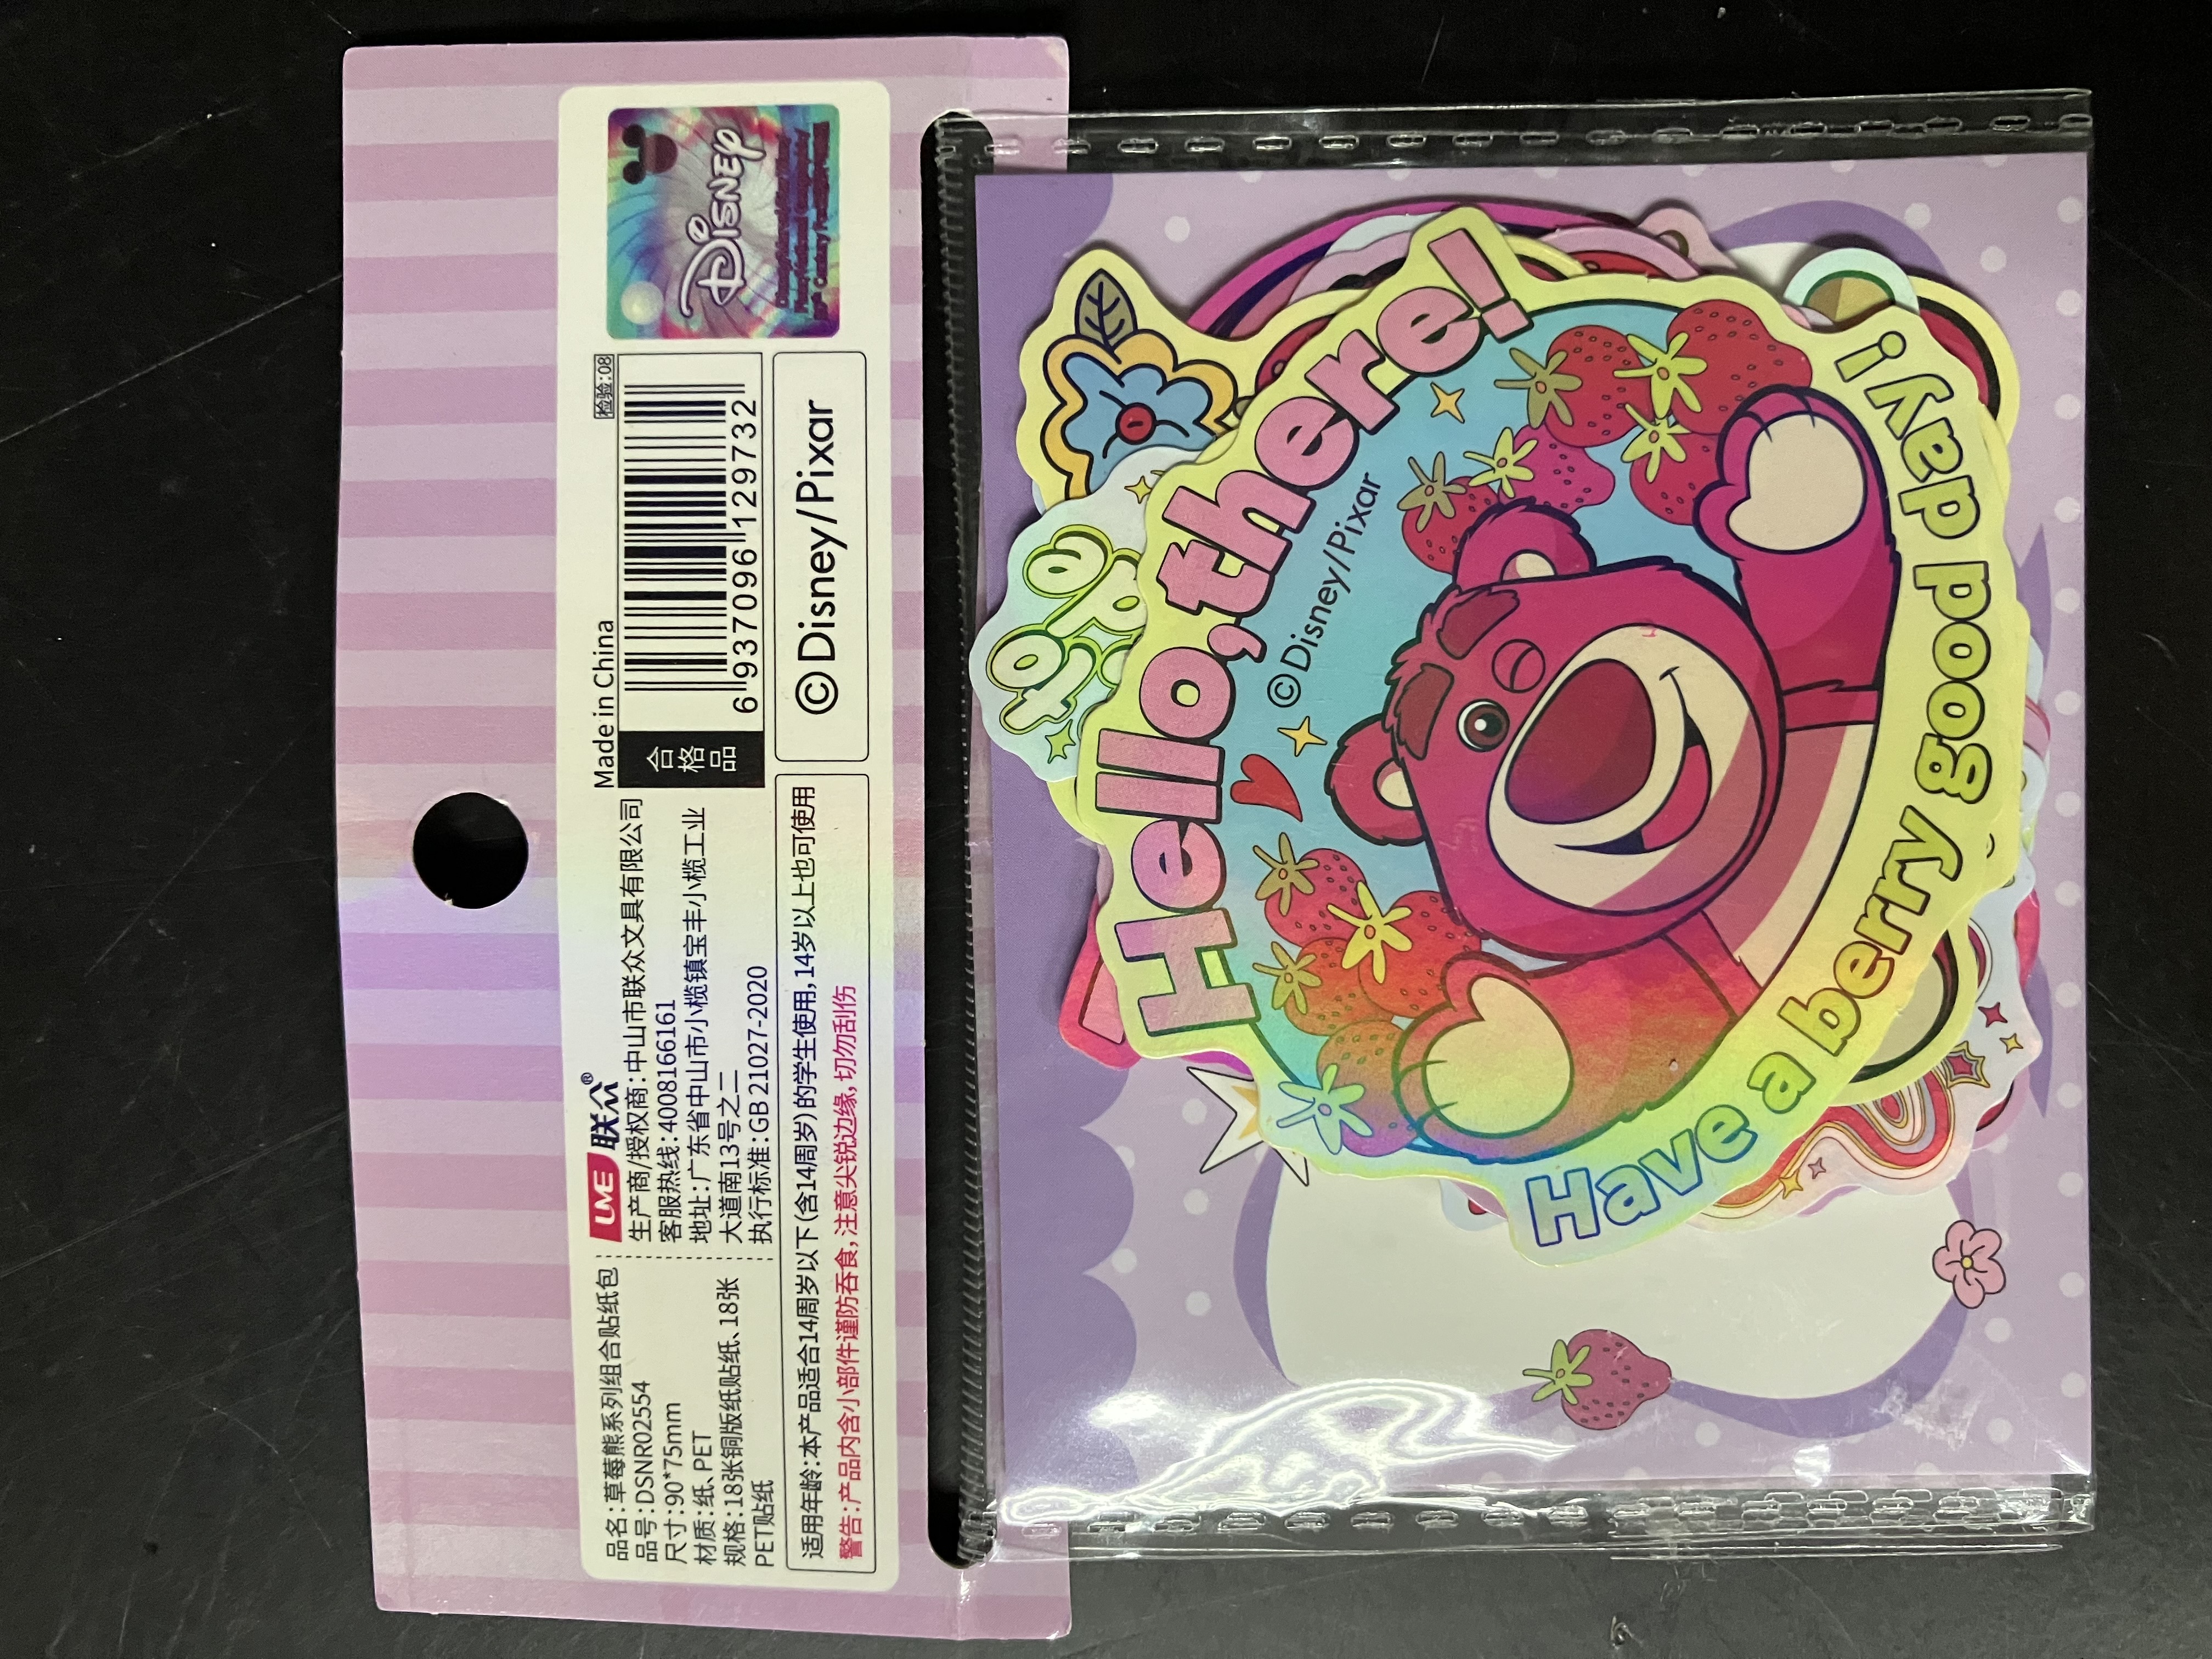 品名：草莓熊系列组合贴纸包
品号：DSNR02554
尺寸：90*75mm
材质：纸、PET
规格：18张铜版纸贴纸、18张
PET贴纸
LME 联众®
生产商/授权商：中山市联众文具有限公司
客服热线：4008166161
地址：广东省中山市小榄镇宝丰小榄工业
大道南13号之二
执行标准：GB 21027-2020
Made in China
检验：08
合格品
6 937096 129732
适用年龄：本产品适合14周岁以下（含14周岁）的学生使用，14岁以上也可使用
警告：产品内含小部件谨防吞食，注意尖锐边缘，切勿刮伤
©Disney/Pixar
Disney
Hello, there!
©Disney/Pixar
Have a berry good day!